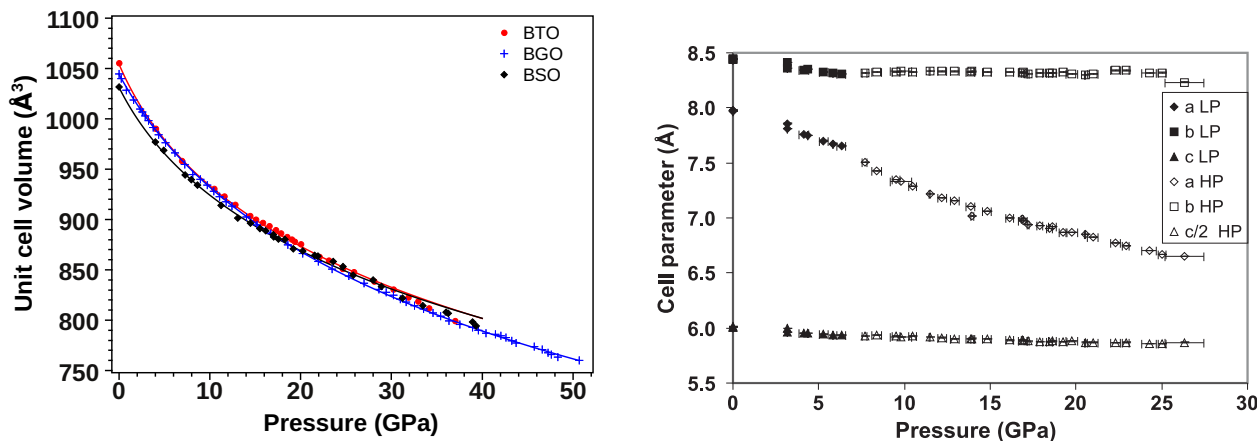 1100
1050
1000
950
900
850
800
750
0
10
20
30
40
50
Unit cell volume (Å³)
Pressure (GPa)
BTO
BGO
BSO
8.5
8.0
7.5
7.0
6.5
6.0
5.5
0
5
10
15
20
25
30
Cell parameter (Å)
Pressure (GPa)
a LP
b LP
c LP
a HP
b HP
c/2 HP